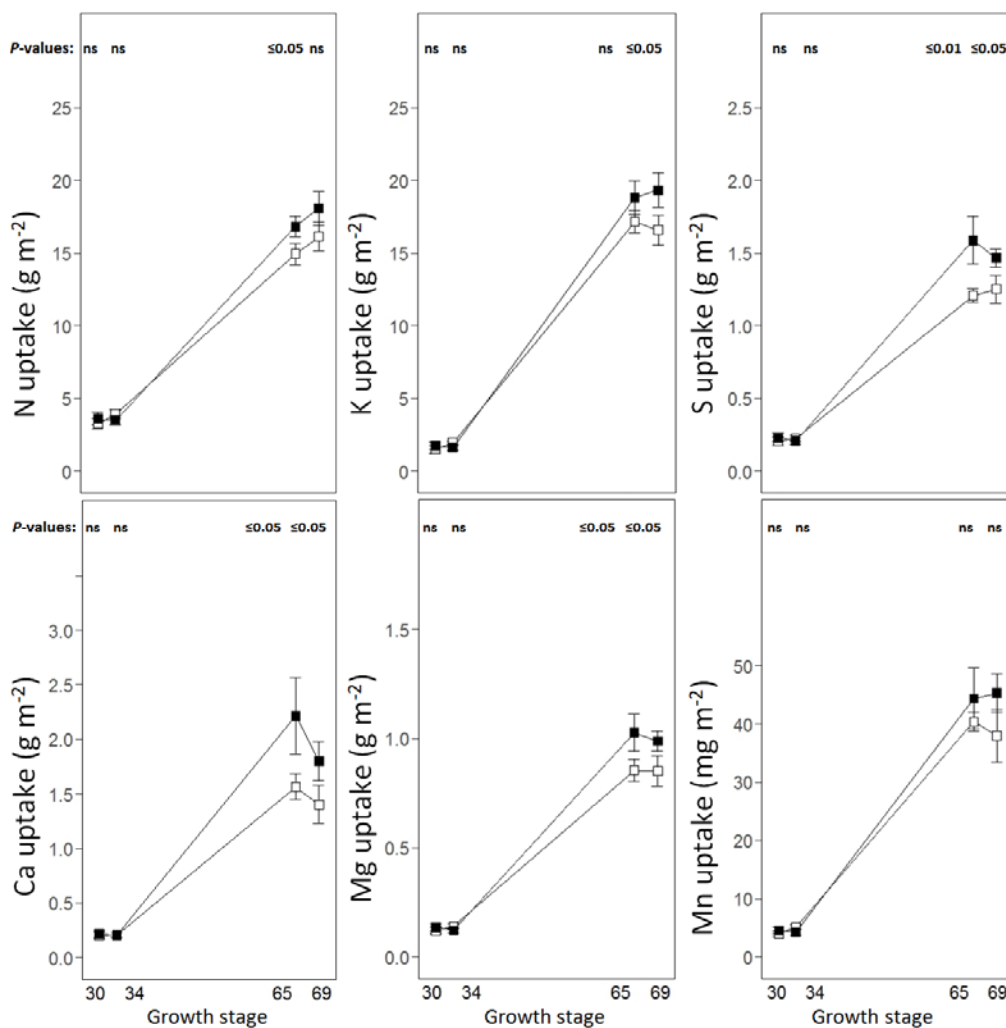 P-values: ns ns ≤0.05 ns
ns ns ns ≤0.05
ns ns ≤0.01 ≤0.05
N uptake (g m⁻²)
25
20
15
10
5
0
K uptake (g m⁻²)
25
20
15
10
5
0
S uptake (g m⁻²)
2.5
2.0
1.5
1.0
0.5
0.0
P-values: ns ns ≤0.05 ≤0.05
ns ns ≤0.05 ≤0.05
ns ns ns ns
Ca uptake (g m⁻²)
3.0
2.5
2.0
1.5
1.0
0.5
0.0
Mg uptake (g m⁻²)
1.5
1.0
0.5
0.0
Mn uptake (mg m⁻²)
50
40
30
20
10
0
30 34 65 69
Growth stage
30 34 65 69
Growth stage
30 34 65 69
Growth stage